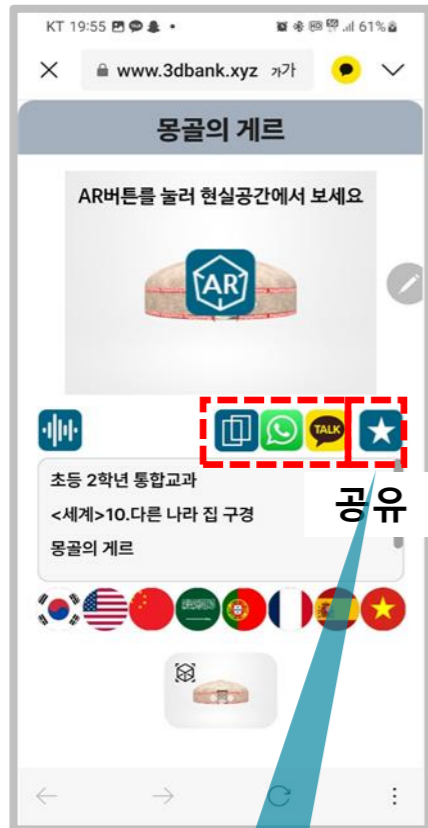 KT 19:55
61%
www.3dbank.xyz 가가
몽골의 게르
AR버튼를 눌러 현실공간에서 보세요
AR
TALK
공유
초등 2학년 통합교과
<세계>10.다른 나라 집 구경
몽골의 게르